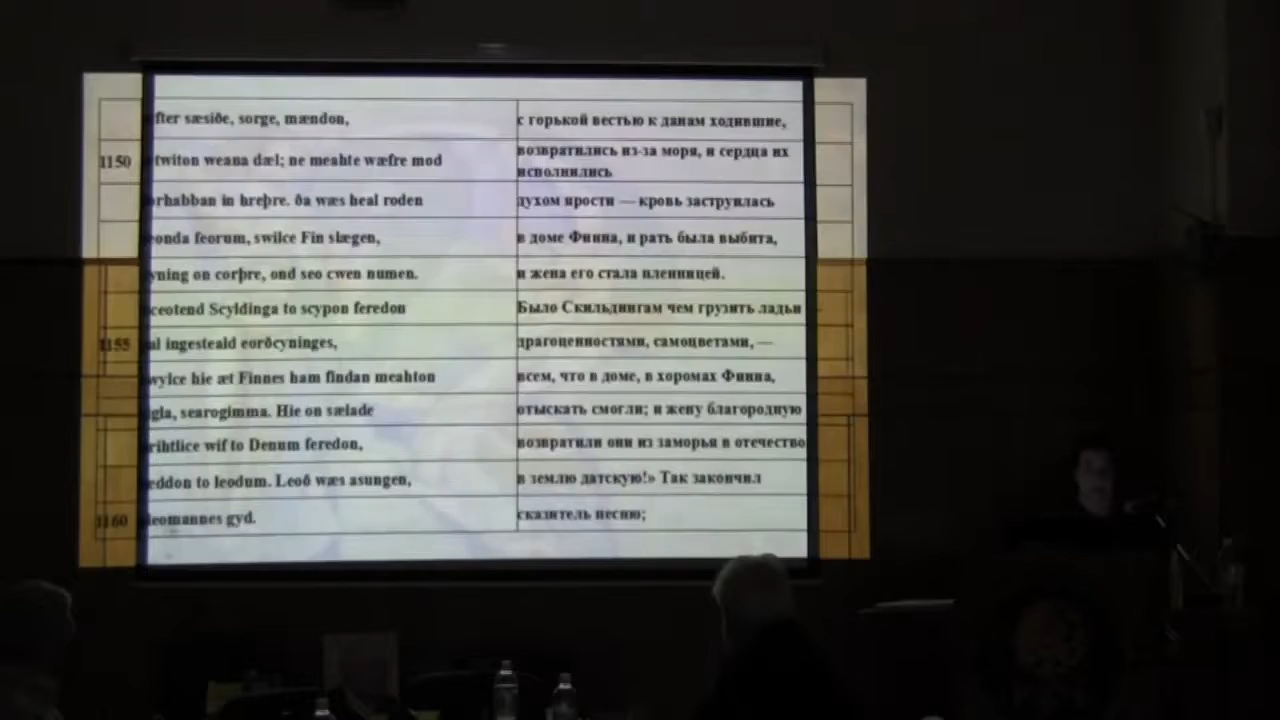 fter sæsiðe, sorge, mændon,
с горькой вестью к данам ходившие,
1150
twiton weana dæl; ne meahte wæfre mod
возвратились из-за моря, и сердца их
исполнились
orhabban in hreþre. ða wæs heal roden
духом ярости — кровь заструилась
eonda feorum, swilce Fin slægen,
в доме Финна, и рать была выбита,
yning on corþre, ond seo cwen numen.
и жена его стала пленницей.
ceotend Scyldinga to scypon feredon
Было Скильдингам чем грузить ладьи
1155
al ingesteald eorðcyninges,
драгоценностями, самоцветами, —
wylce hie æt Finnes ham findan meahton
всем, что в доме, в хоромах Финна,
igla, searogimma. Hie on sælade
отыскать смогли; и жену благородную
rihtlice wif to Denum feredon,
возвратили они из заморья в отечество
eddon to leodum. Leoð wæs asungen,
в землю датскую!» Так закончил
1160
leomannes gyd.
сказитель песню;